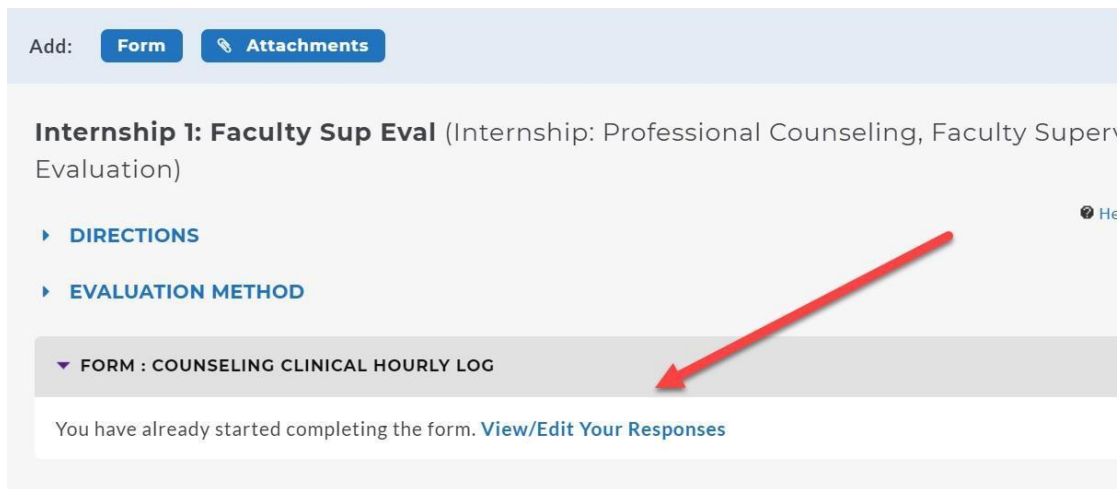 Add: Form Attachments
Internship 1: Faculty Sup Eval (Internship: Professional Counseling, Faculty
Evaluation)
DIRECTIONS
EVALUATION METHOD
FORM : COUNSELING CLINICAL HOURLY LOG
You have already started completing the form. View/Edit Your Responses